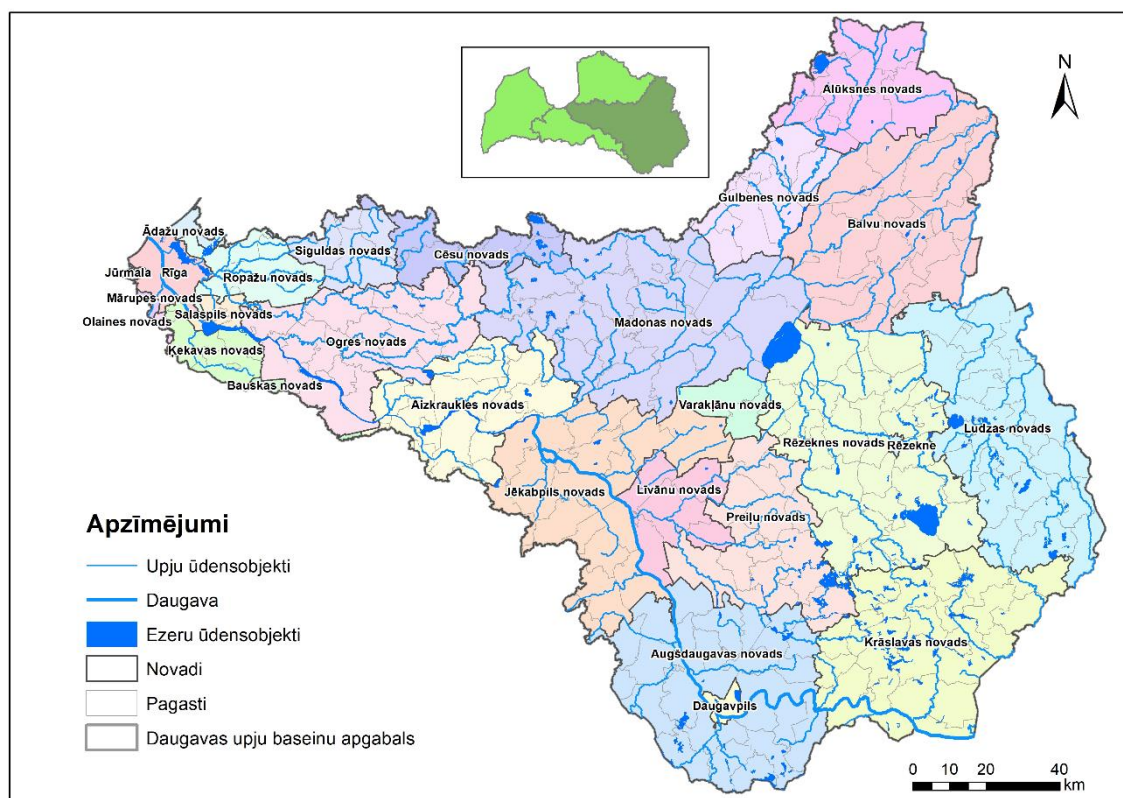 N
Alūksnes novads
Gulbenes novads
Balvu novads
Ādažu novads
Siguldas novads
Cēsu novads
Jūrmala
Rīga
Ropažu novads
Mārupes novads
Salaspils novads
Olaines novads
Ķekavas novads
Ogres novads
Madonas novads
Bauskas novads
Aizkraukles novads
Varakļānu novads
Rēzeknes novads
Rēzekne
Ludzas novads
Jēkabpils novads
Līvānu novads
Preiļu novads
Augšdaugavas novads
Krāslavas novads
Daugavpils
Apzīmējumi
Upju ūdensobjekti
Daugava
Ezeru ūdensobjekti
Novadi
Pagasti
Daugavas upju baseinu apgabals
0 10 20 40
km